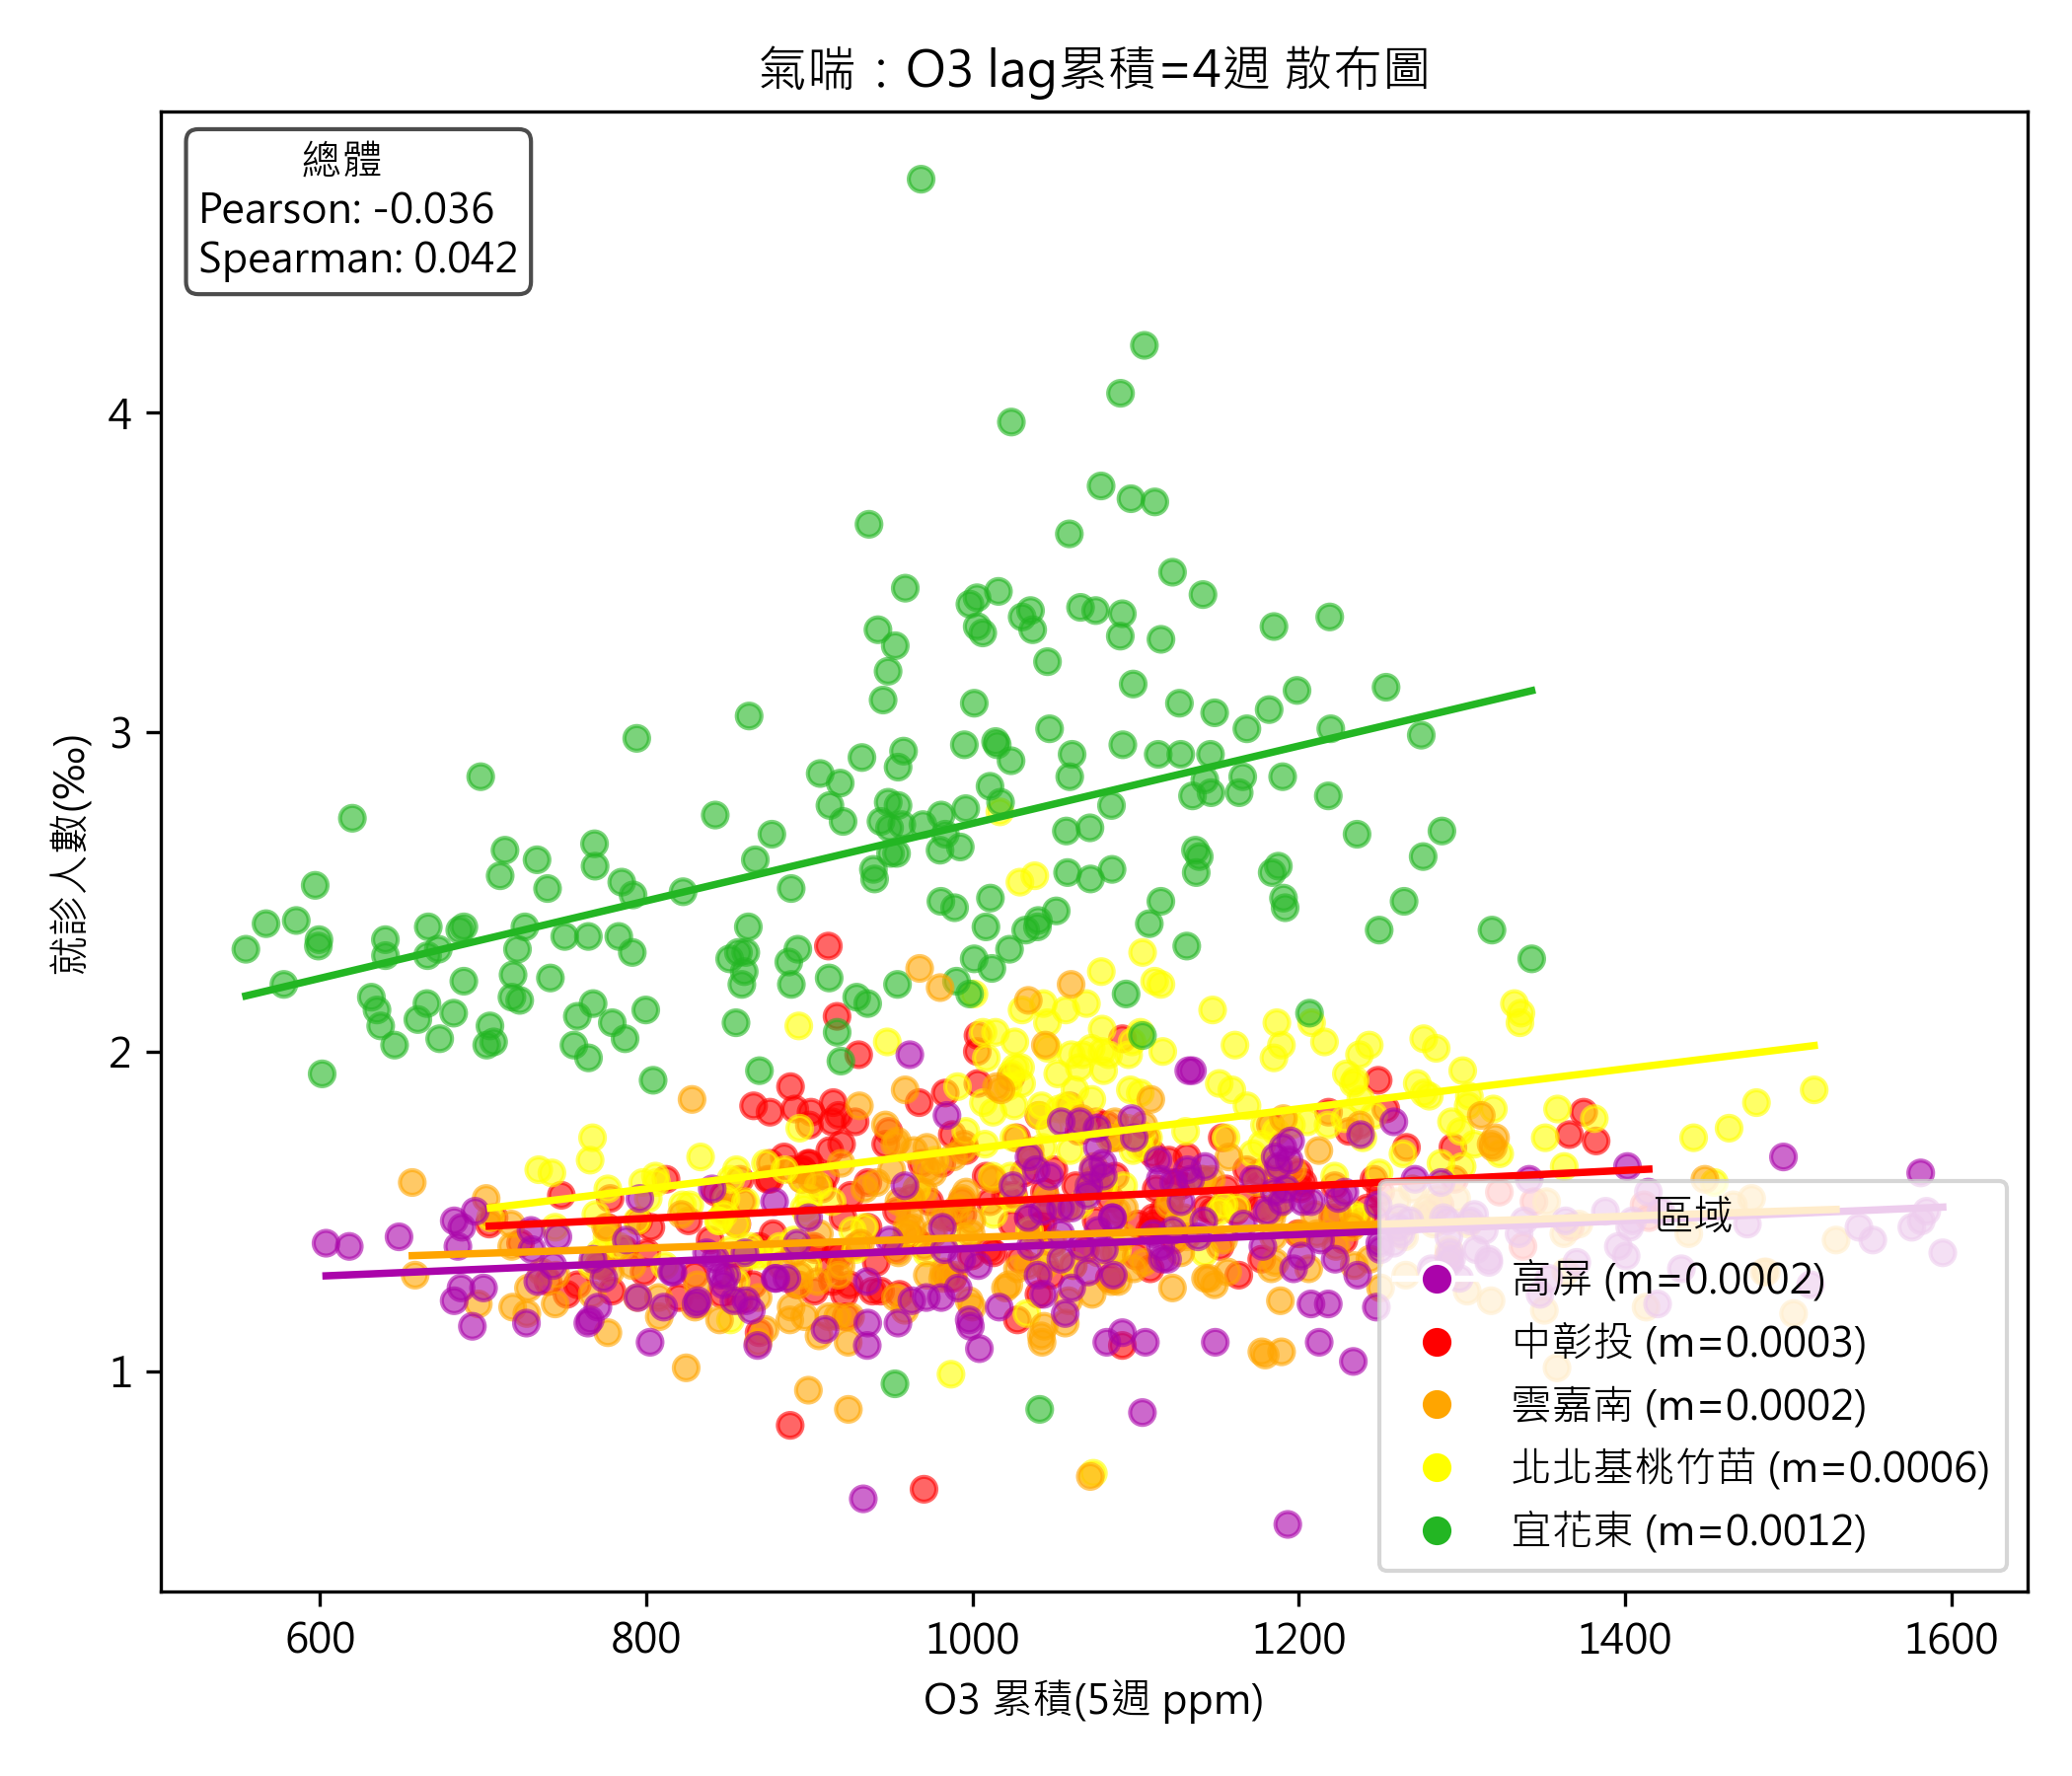 氣喘：O3 lag累積=4週 散布圖
總體
Pearson: -0.036
Spearman: 0.042
就診人數(‰)
4
3
2
1
區域
高屏 (m=0.0002)
中彰投 (m=0.0003)
雲嘉南 (m=0.0002)
北北基桃竹苗 (m=0.0006)
宜花東 (m=0.0012)
600 800 1000 1200 1400 1600
O3 累積(5週 ppm)